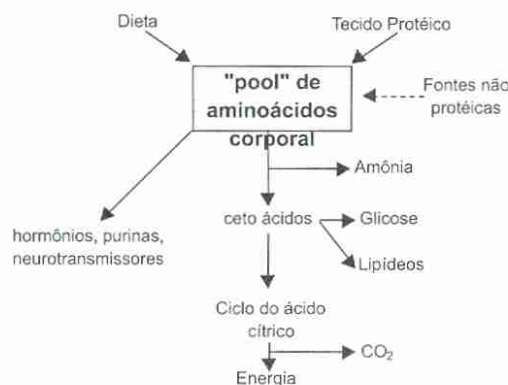 Dieta
Tecido Protéico
"pool" de
aminoácidos
corporal
Fontes não
protéicas
Amônia
ceto ácidos
Glicose
hormônios, purinas,
neurotransmissores
Lipídeos
Ciclo do ácido
cítrico
CO₂
Energia